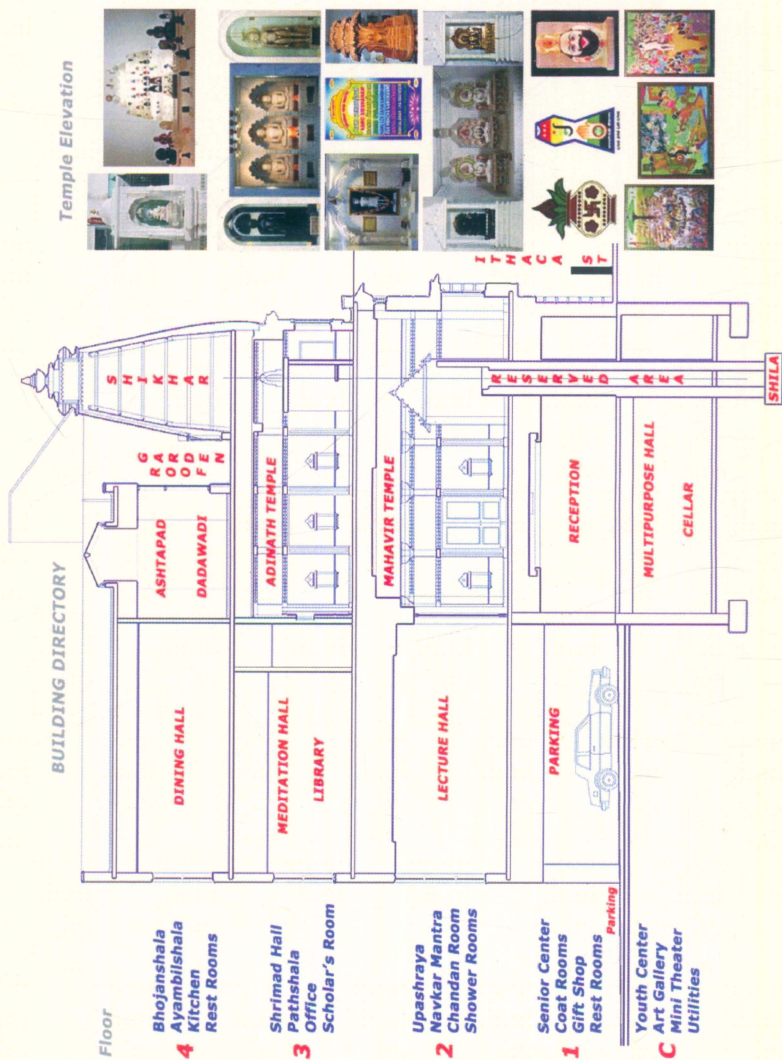 BUILDING DIRECTORY
Temple Elevation
Floor
4
Bhojanshala
Ayambilshala
Kitchen
Rest Rooms
DINING HALL
ASHTAPAD
DADAWADI
ROOF
GARDEN
SHIKHAR
3
Shrimad Hall
Pathshala
Office
Scholar's Room
MEDITATION HALL
LIBRARY
ADINATH TEMPLE
2
Upashraya
Navkar Mantra
Chandan Room
Shower Rooms
LECTURE HALL
MAHAVIR TEMPLE
1
Senior Center
Coat Rooms
Gift Shop
Rest Rooms
PARKING
RECEPTION
RESERVED AREA
ITHACA ST
Parking
C
Youth Center
Art Gallery
Mini Theater
Utilities
MULTIPURPOSE HALL
CELLAR
SHILA